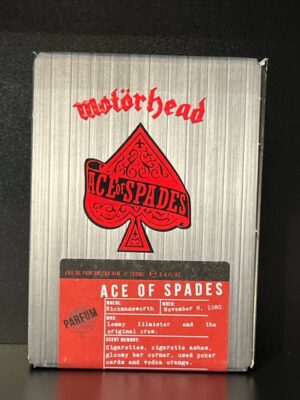 motörhead
ACE OF SPADES
EAU DE PARFUM FOR HIM // 100ML ℮ 3.4 FL.OZ.
ACE OF SPADES
WHERE: WHEN:
Rickmansworth November 8, 1980
WHO:
Lemmy Kilmister and the
original crew.
SCENT MEMORY:
Cigarettes, cigarette ashes,
gloomy bar corner, used poker
cards and vodka orange.
PARFUM